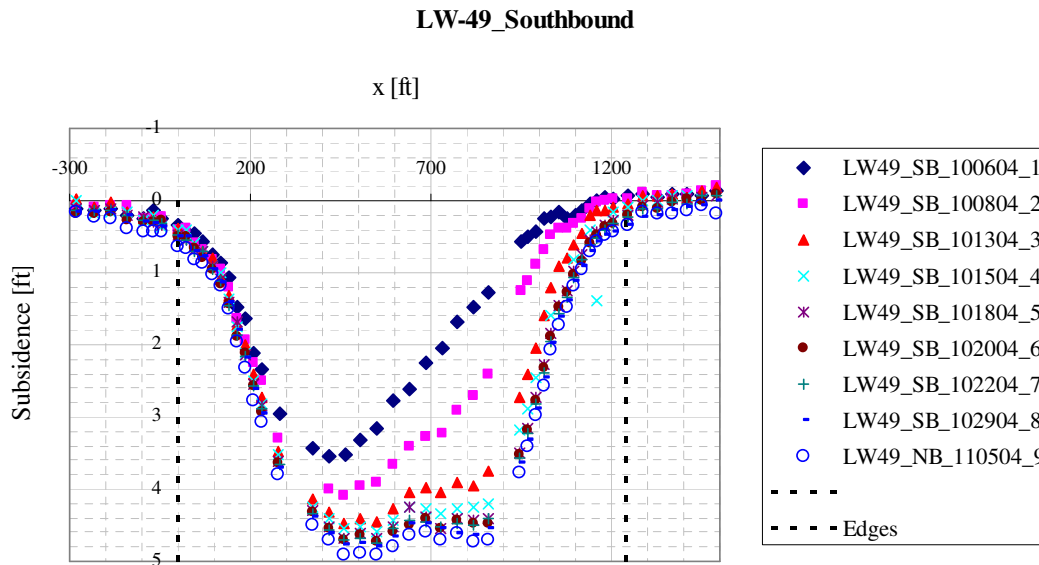 LW-49_Southbound
x [ft]
-1
-300 200 700 1200
0
1
2
3
4
5
Subsidence [ft]
LW49_SB_100604_1
LW49_SB_100804_2
LW49_SB_101304_3
LW49_SB_101504_4
LW49_SB_101804_5
LW49_SB_102004_6
LW49_SB_102204_7
LW49_SB_102904_8
LW49_NB_110504_9
Edges